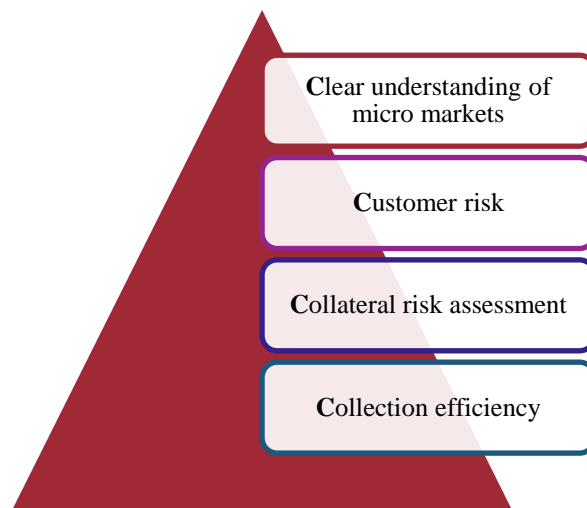 Clear understanding of
micro markets
Customer risk
Collateral risk assessment
Collection efficiency